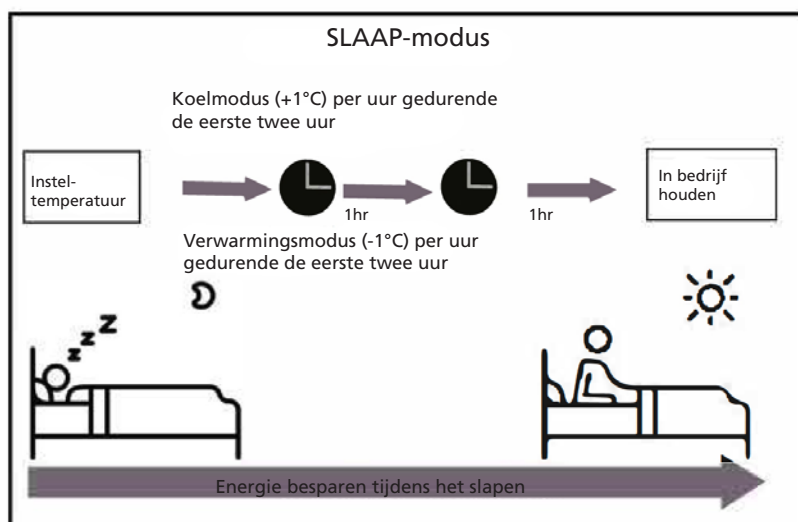 SLAAP-modus
Koelmodus (+1°C) per uur gedurende
de eerste twee uur
Instel-
temperatuur
1hr
1hr
In bedrijf
houden
Verwarmingsmodus (-1°C) per uur
gedurende de eerste twee uur
z z z Z
Energie besparen tijdens het slapen